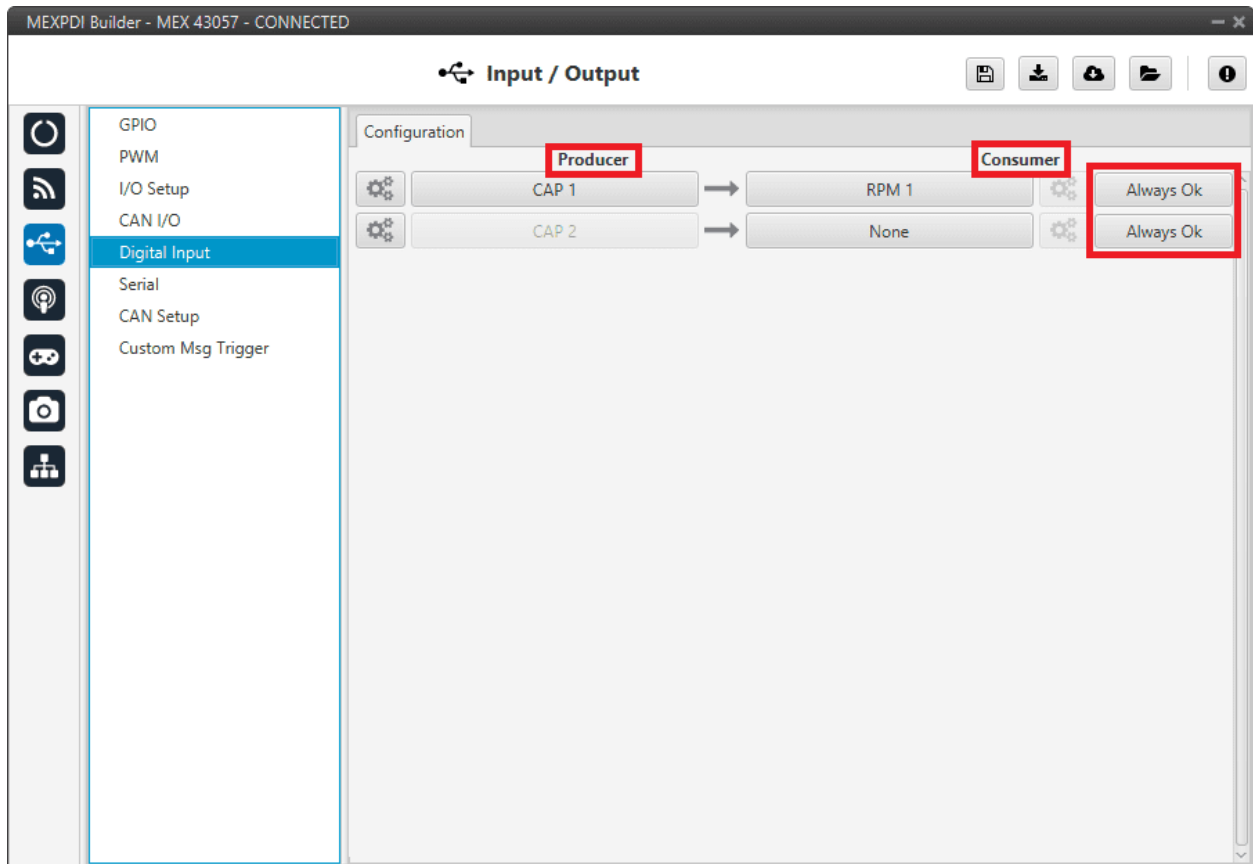 MEXPDI Builder - MEX 43057 - CONNECTED
Input / Output
GPIO
PWM
I/O Setup
CAN I/O
Digital Input
Serial
CAN Setup
Custom Msg Trigger
Configuration
Producer Consumer
CAP 1 RPM 1 Always Ok
CAP 2 None Always Ok